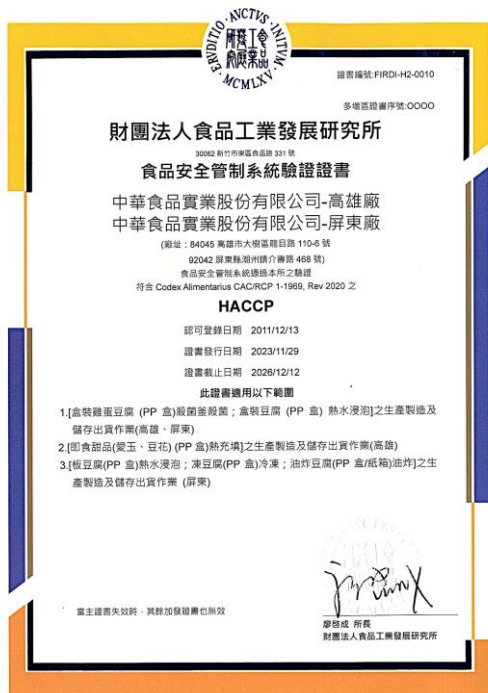 ERVDITIO · AVCTVS · INITVM · MCMLXV ·
證書編號:FIRDI-H2-0010
多場區證書序號:OOOO
財團法人食品工業發展研究所
30062 新竹市東區食品路 331 號
食品安全管制系統驗證證書
中華食品實業股份有限公司-高雄廠
中華食品實業股份有限公司-屏東廠
(廠址：84045 高雄市大樹區龍目路 110-6 號
92042 屏東縣潮州鎮介壽路 468 號)
食品安全管制系統通過本所之驗證
符合 Codex Alimentarius CAC/RCP 1-1969, Rev 2020 之
HACCP
認可登錄日期 2011/12/13
證書發行日期 2023/11/29
證書截止日期 2026/12/12
此證書適用以下範圍
1.[盒裝雞蛋豆腐 (PP 盒)殺菌釜殺菌；盒裝豆腐 (PP 盒) 熱水浸泡]之生產製造及
儲存出貨作業(高雄、屏東)
2.[即食甜品(愛玉、豆花) (PP 盒)熱充填]之生產製造及儲存出貨作業(高雄)
3.[板豆腐(PP 盒)熱水浸泡；凍豆腐(PP 盒)冷凍；油炸豆腐(PP 盒/紙箱)油炸]之生
產製造及儲存出貨作業 (屏東)
當主證書失效時，其餘加發證書也無效
廖啓成 所長
財團法人食品工業發展研究所